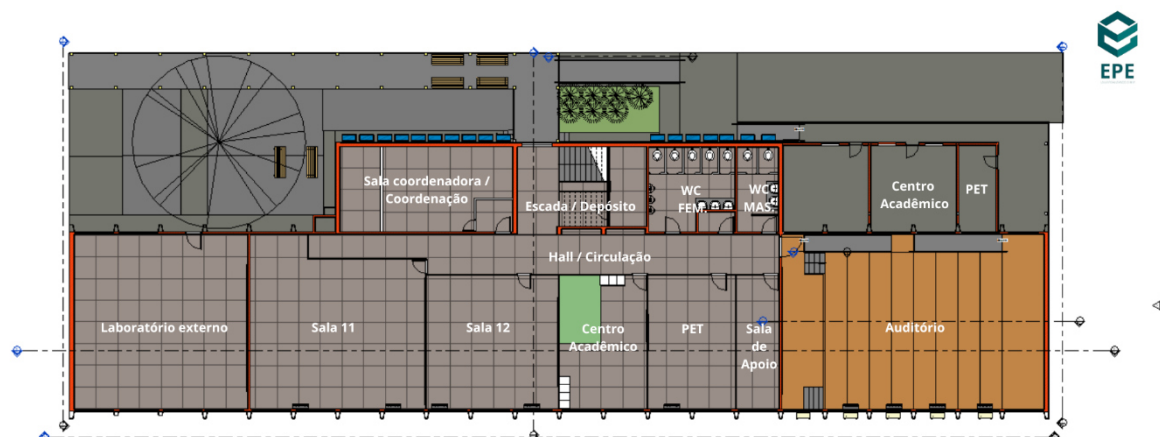 EPE
Sala coordenadora /
Coordenação
Escada / Depósito
WC
FEM.
WC
MAS.
Centro
Acadêmico
PET
Hall / Circulação
Laboratório externo
Sala 11
Sala 12
Centro
Acadêmico
PET
Sala
de
Apoio
Auditório